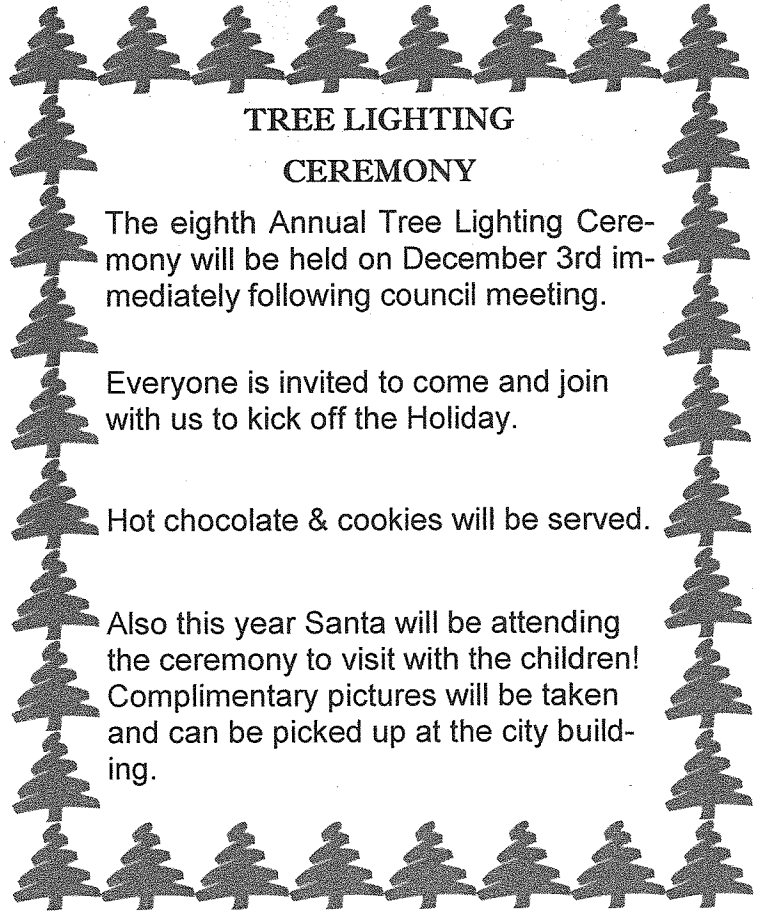 TREE LIGHTING
CEREMONY
The eighth Annual Tree Lighting Cere-
mony will be held on December 3rd im-
mediately following council meeting.
Everyone is invited to come and join
with us to kick off the Holiday.
Hot chocolate & cookies will be served.
Also this year Santa will be attending
the ceremony to visit with the children!
Complimentary pictures will be taken
and can be picked up at the city build-
ing.